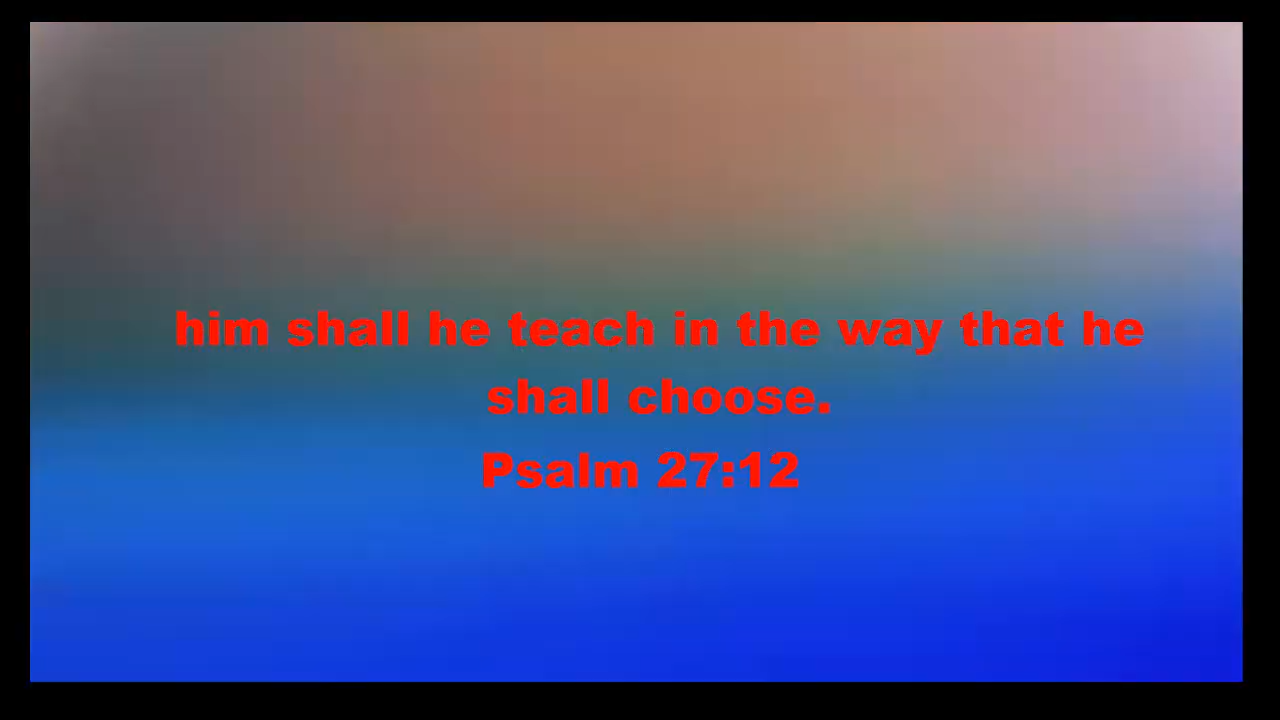 him shall he teach in the way that he
shall choose.
Psalm 27:12